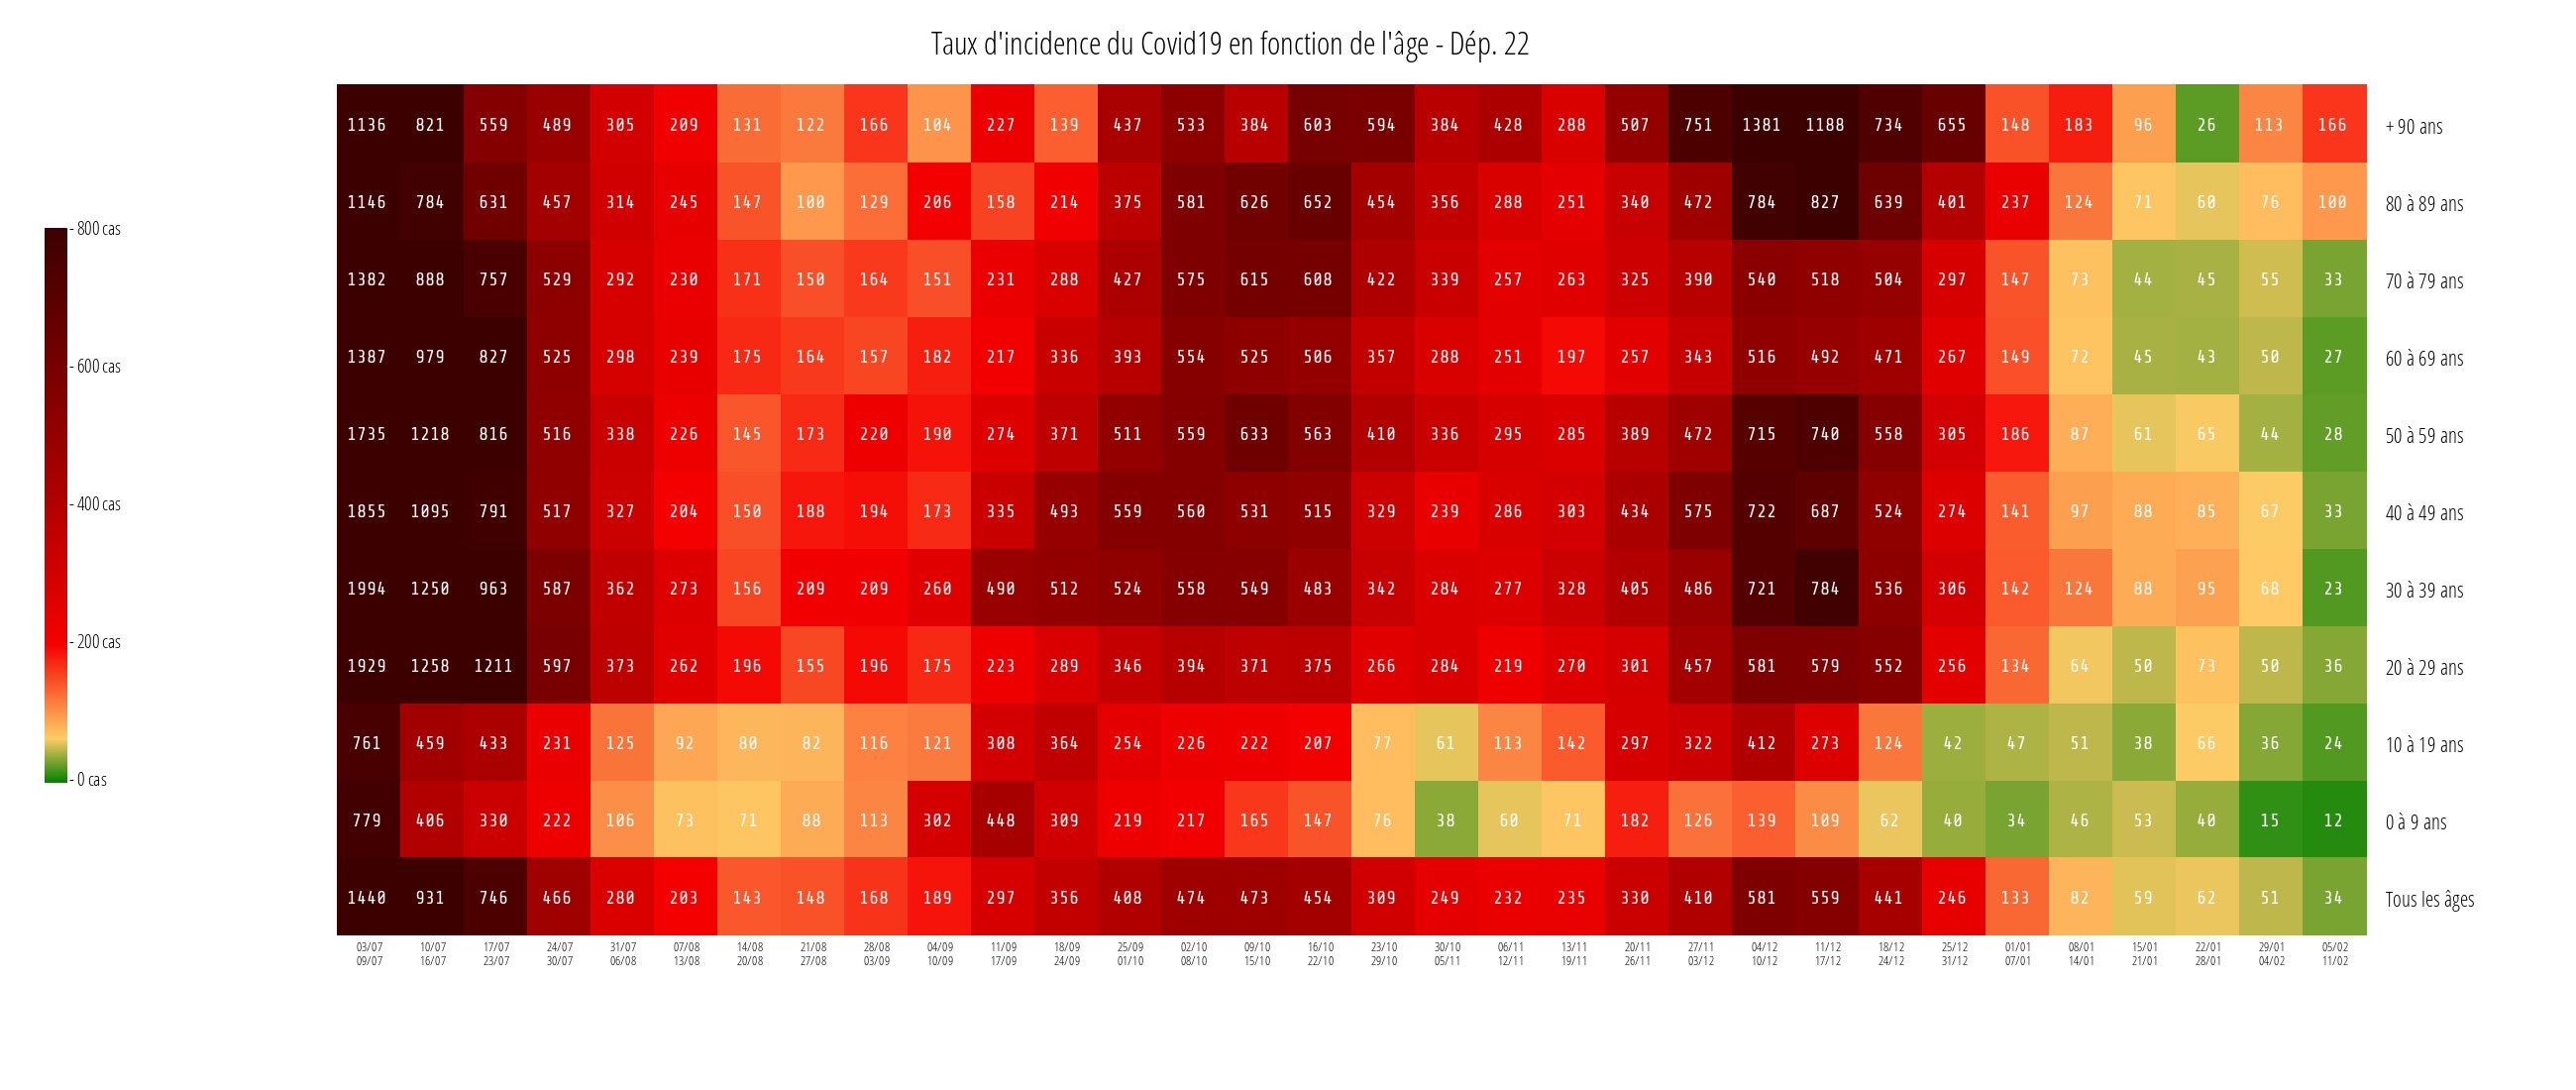 Taux d'incidence du Covid19 en fonction de l'âge - Dép. 22
1136 821 559 489 305 209 131 122 166 104 227 139 437 533 384 603 594 384 428 288 507 751 1381 1188 734 655 148 183 96 26 113 166 + 90 ans
1146 784 631 457 314 245 147 100 129 206 158 214 375 581 626 652 454 356 288 251 340 472 784 827 639 401 237 124 71 60 76 100 80 à 89 ans
- 800 cas
1382 888 757 529 292 230 171 150 164 151 231 288 427 575 615 608 422 339 257 263 325 390 540 518 504 297 147 73 44 45 55 33 70 à 79 ans
1387 979 827 525 298 239 175 164 157 182 217 336 393 554 525 506 357 288 251 197 257 343 516 492 471 267 149 72 45 43 50 27 60 à 69 ans
- 600 cas
1735 1218 816 516 338 226 145 173 220 190 274 371 511 559 633 563 410 336 295 285 389 472 715 740 558 305 186 87 61 65 44 28 50 à 59 ans
- 400 cas
1855 1095 791 517 327 204 150 188 194 173 335 493 559 560 531 515 329 239 286 303 434 575 722 687 524 274 141 97 88 85 67 33 40 à 49 ans
1994 1250 963 587 362 273 156 209 209 260 490 512 524 558 549 483 342 284 277 328 405 486 721 784 536 306 142 124 88 95 68 23 30 à 39 ans
- 200 cas
1929 1258 1211 597 373 262 196 155 196 175 223 289 346 394 371 375 266 284 219 270 301 457 581 579 552 256 134 64 50 73 50 36 20 à 29 ans
761 459 433 231 125 92 80 82 116 121 308 364 254 226 222 207 77 61 113 142 297 322 412 273 124 42 47 51 38 66 36 24 10 à 19 ans
- 0 cas
779 406 330 222 106 73 71 88 113 302 448 309 219 217 165 147 76 38 60 71 182 126 139 109 62 40 34 46 53 40 15 12 0 à 9 ans
1440 931 746 466 280 203 143 148 168 189 297 356 408 474 473 454 309 249 232 235 330 410 581 559 441 246 133 82 59 62 51 34 Tous les âges
03/07 10/07 17/07 24/07 31/07 07/08 14/08 21/08 28/08 04/09 11/09 18/09 25/09 02/10 09/10 16/10 23/10 30/10 06/11 13/11 20/11 27/11 04/12 11/12 18/12 25/12 01/01 08/01 15/01 22/01 29/01 05/02
09/07 16/07 23/07 30/07 06/08 13/08 20/08 27/08 03/09 10/09 17/09 24/09 01/10 08/10 15/10 22/10 29/10 05/11 12/11 19/11 26/11 03/12 10/12 17/12 24/12 31/12 07/01 14/01 21/01 28/01 04/02 11/02